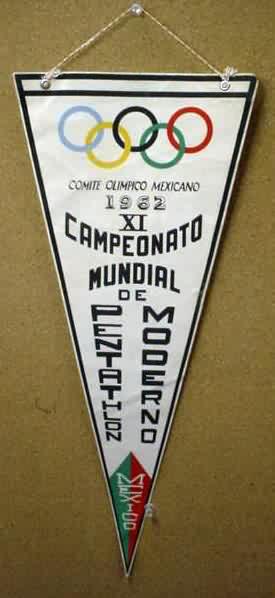 COMITE OLIMPICO MEXICANO
1962
XI
CAMPEONATO
MUNDIAL
DE
PENTATHLON
MODERNO
MEXICO